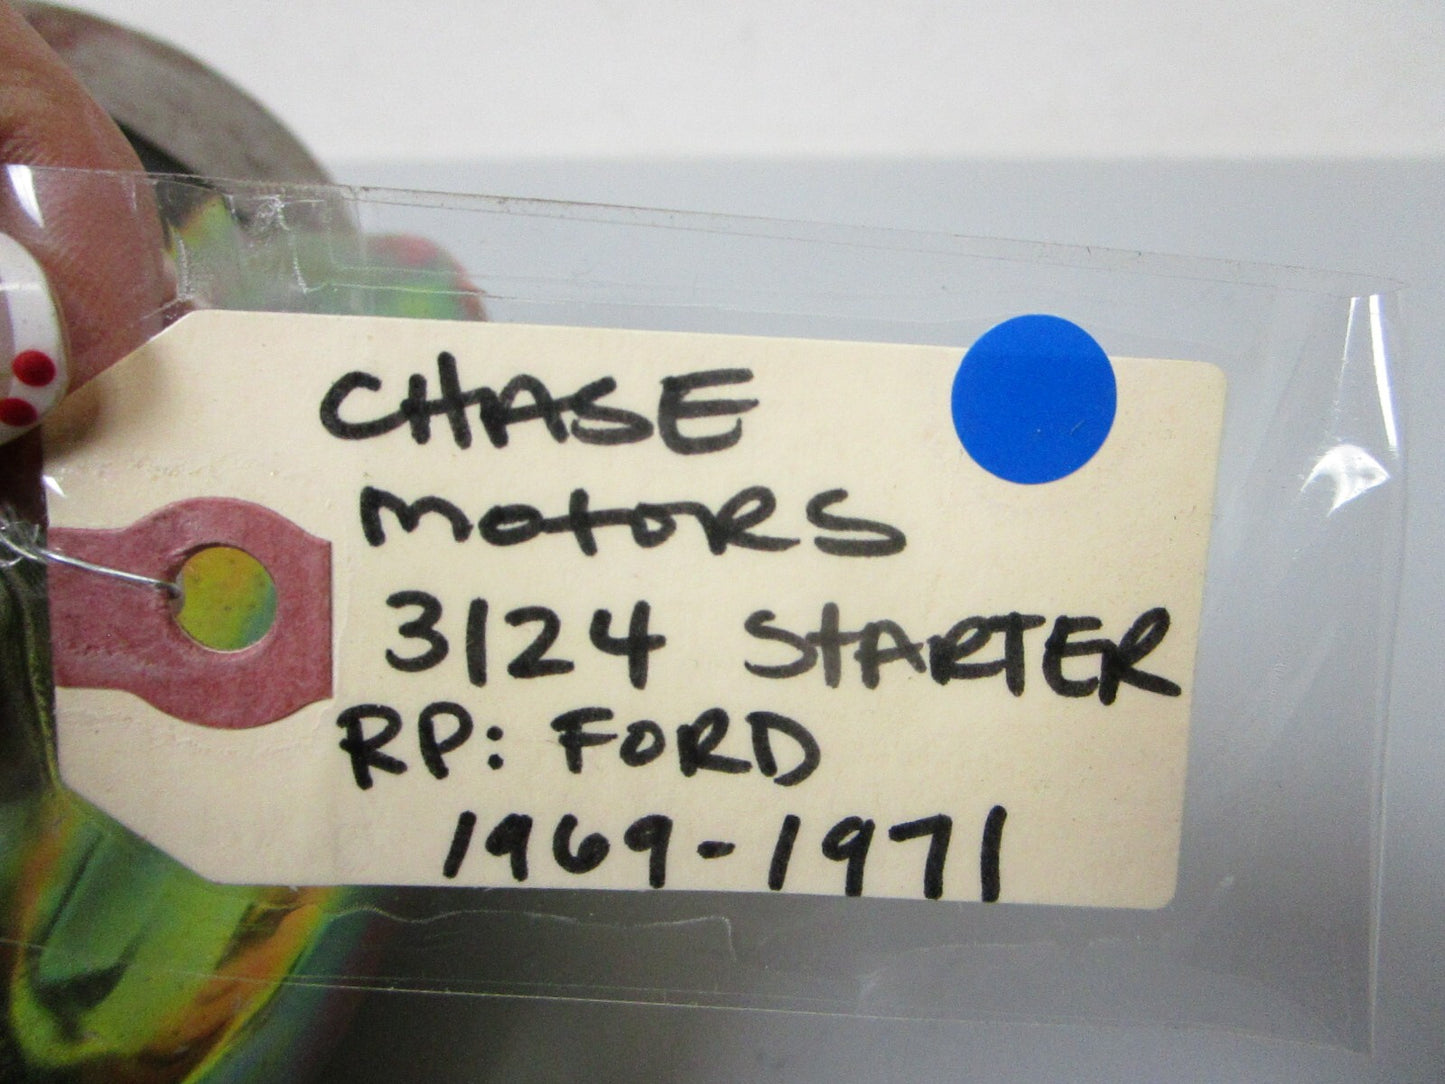 CHASE
MOTORS
3124 STARTER
RP: FORD
1969-1971